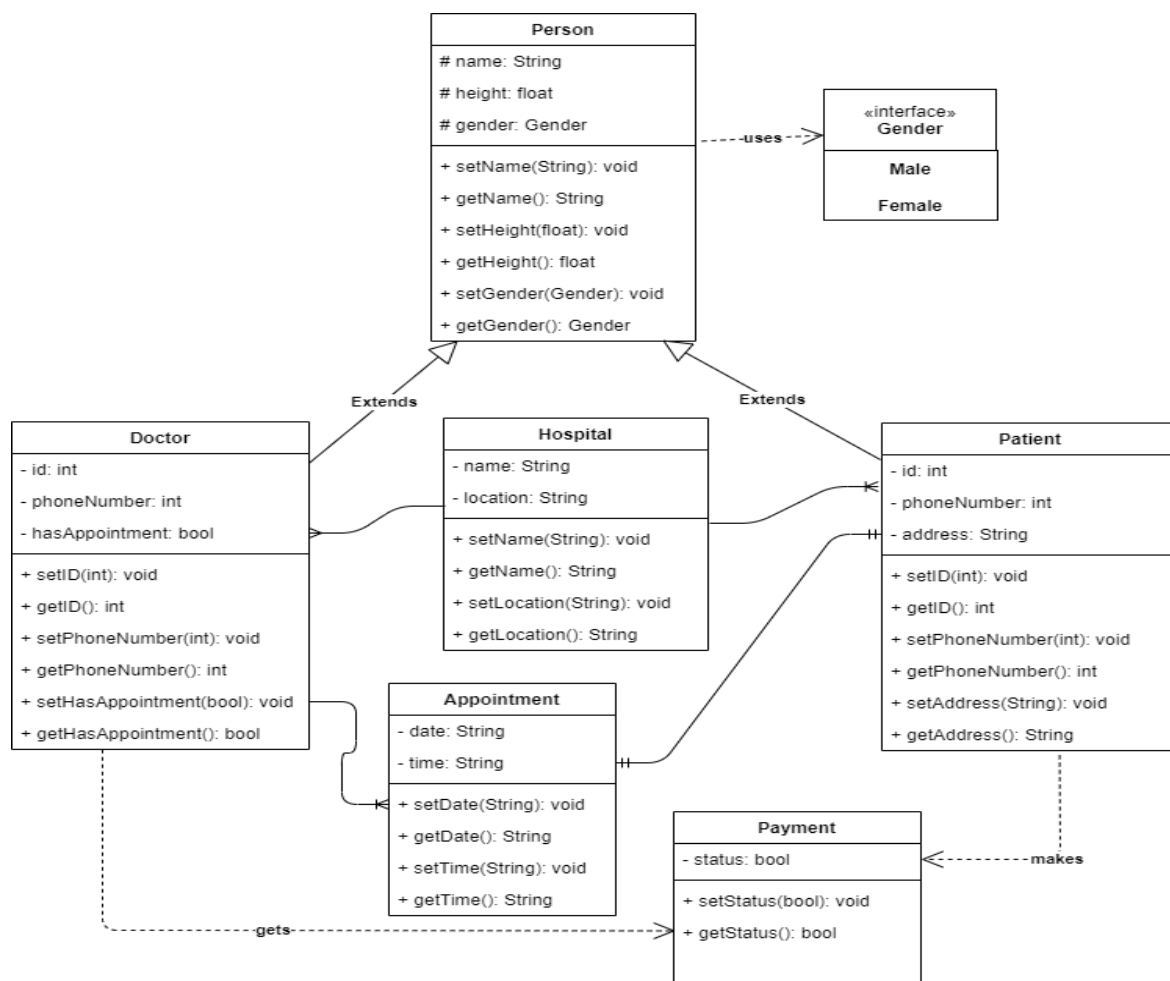 Person
# name: String
# height: float
# gender: Gender
+ setName(String): void
+ getName(): String
+ setHeight(float): void
+ getHeight(): float
+ setGender(Gender): void
+ getGender(): Gender
uses
«interface»
Gender
Male
Female
Extends
Extends
Doctor
- id: int
- phoneNumber: int
- hasAppointment: bool
+ setID(int): void
+ getID(): int
+ setPhoneNumber(int): void
+ getPhoneNumber(): int
+ setHasAppointment(bool): void
+ getHasAppointment(): bool
Hospital
- name: String
- location: String
+ setName(String): void
+ getName(): String
+ setLocation(String): void
+ getLocation(): String
Patient
- id: int
- phoneNumber: int
- address: String
+ setID(int): void
+ getID(): int
+ setPhoneNumber(int): void
+ getPhoneNumber(): int
+ setAddress(String): void
+ getAddress(): String
Appointment
- date: String
- time: String
+ setDate(String): void
+ getDate(): String
+ setTime(String): void
+ getTime(): String
Payment
- status: bool
+ setStatus(bool): void
+ getStatus(): bool
makes
gets